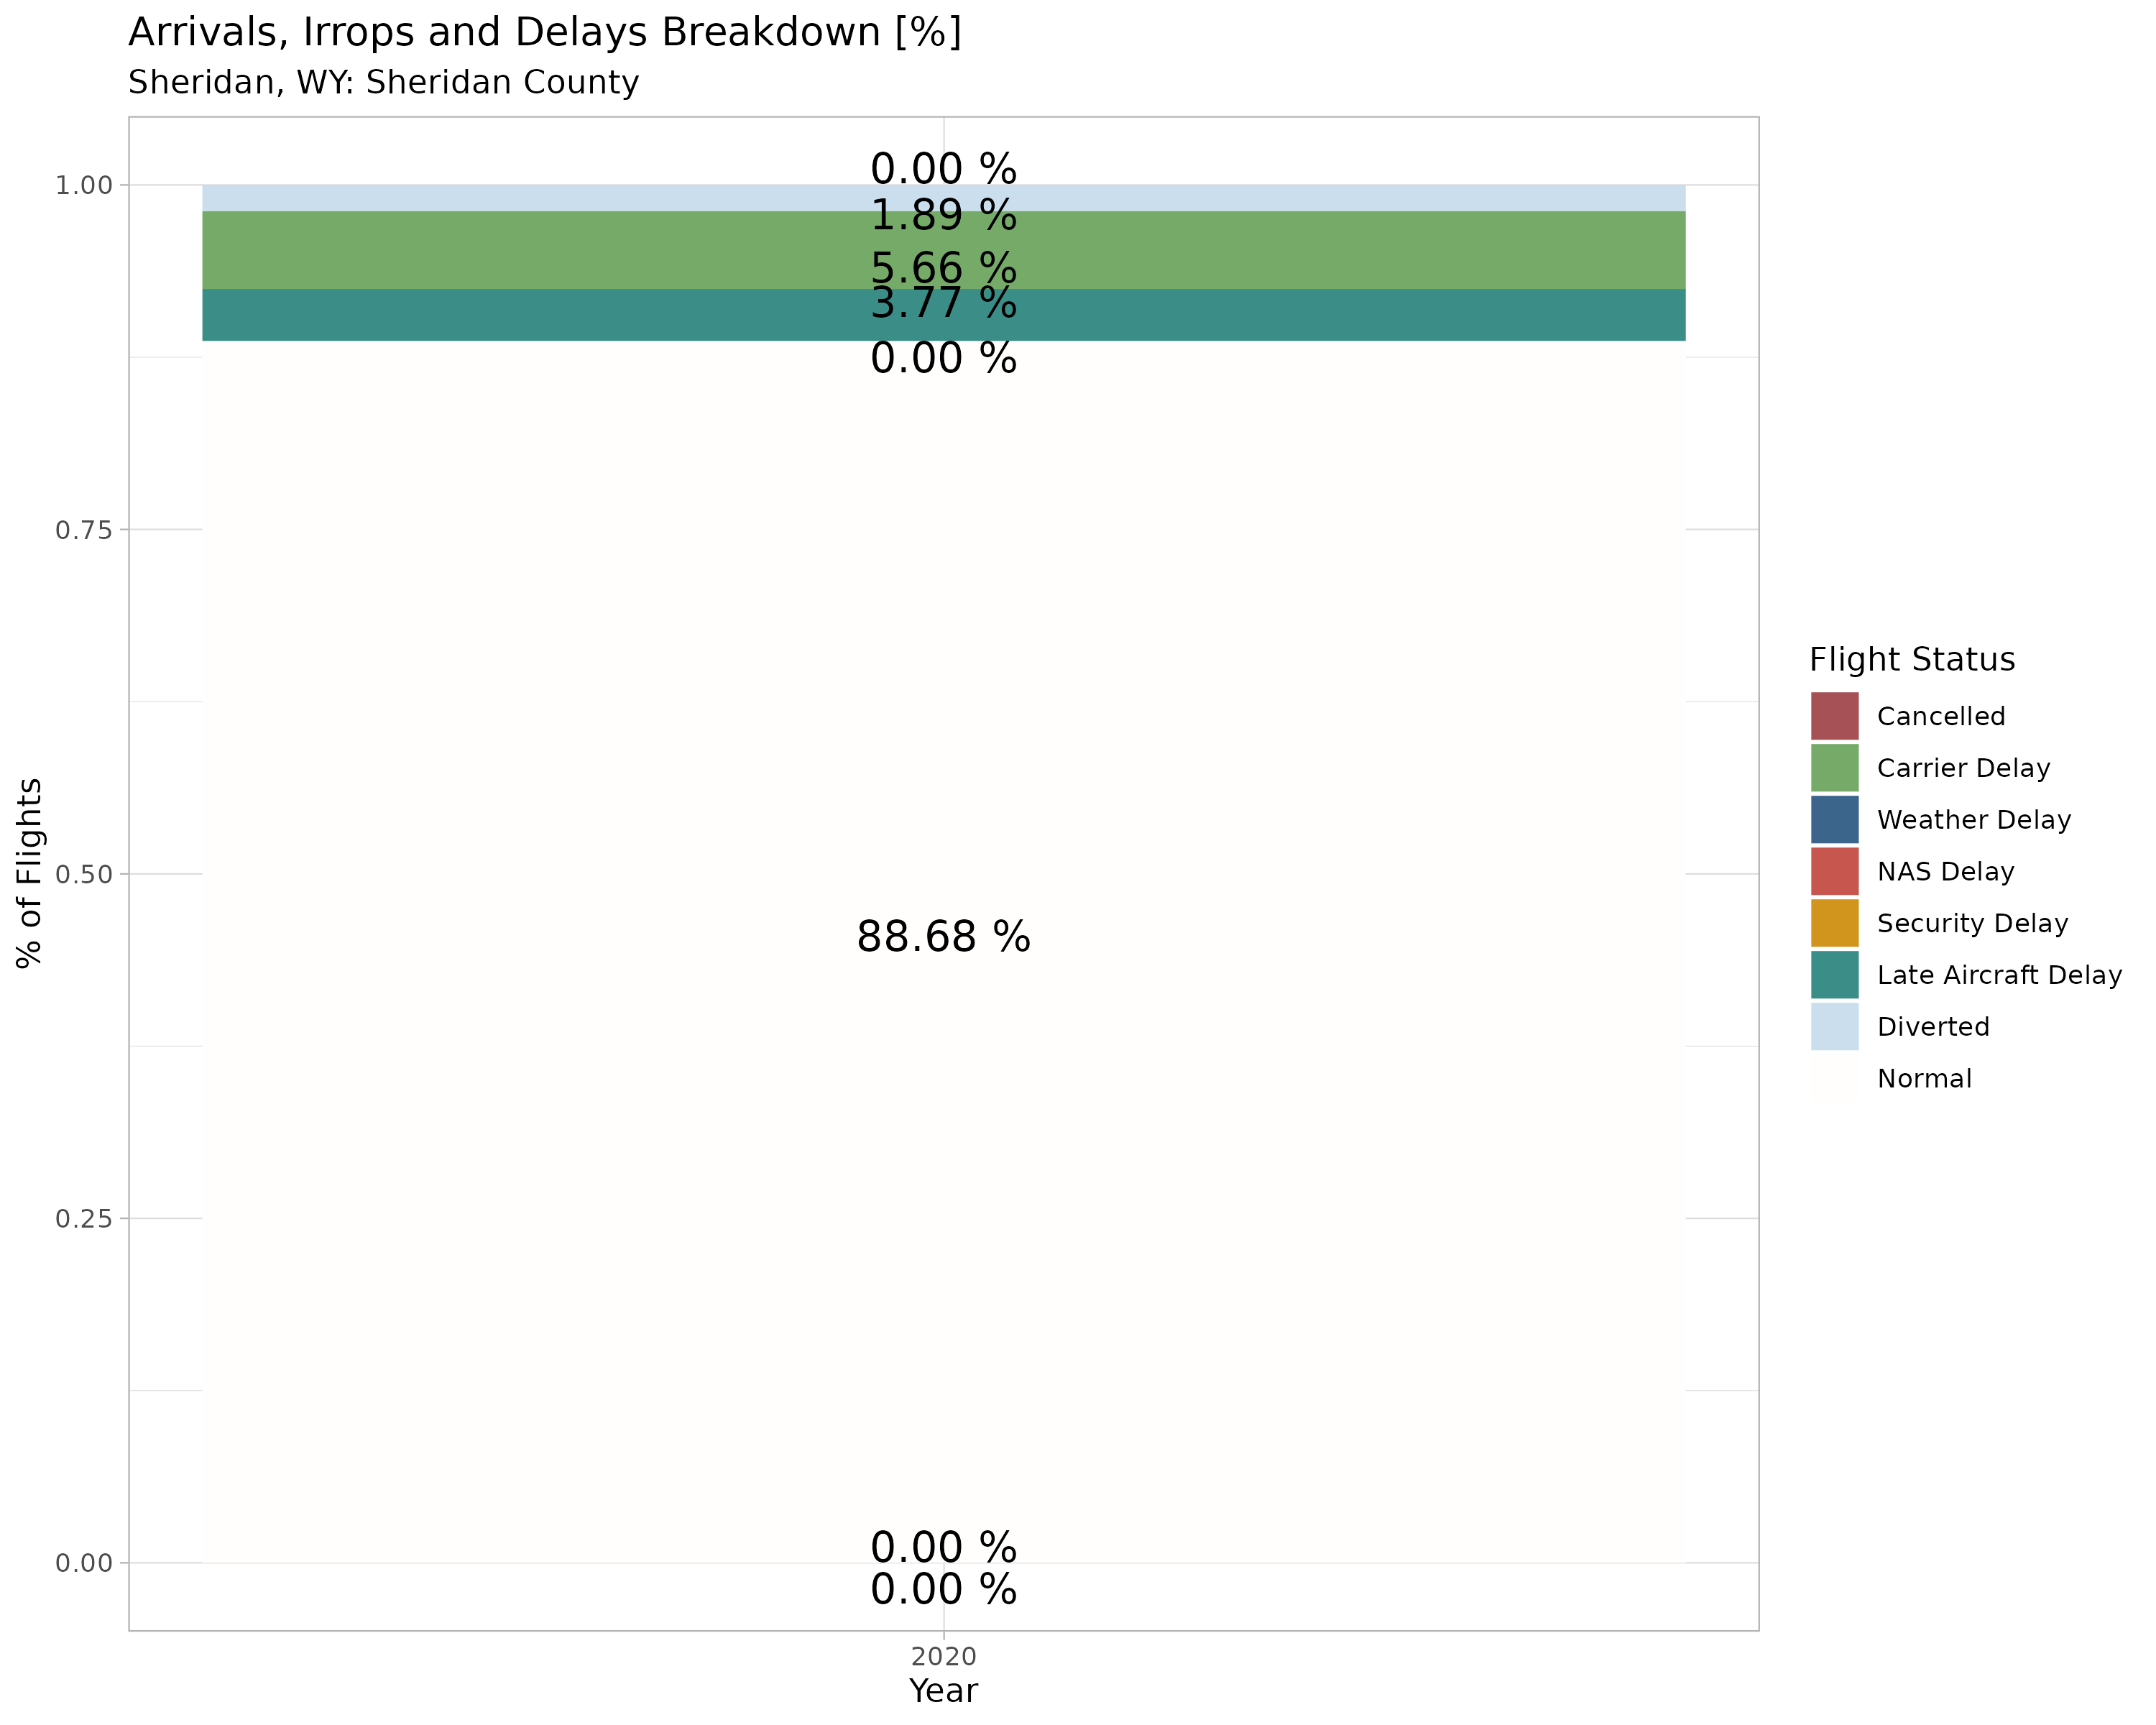 Arrivals, Irrops and Delays Breakdown [%]
Sheridan, WY: Sheridan County
% of Flights
1.00
0.75
0.50
0.25
0.00
0.00 %
1.89 %
5.66 %
3.77 %
0.00 %
88.68 %
0.00 %
0.00 %
2020
Year
Flight Status
Cancelled
Carrier Delay
Weather Delay
NAS Delay
Security Delay
Late Aircraft Delay
Diverted
Normal